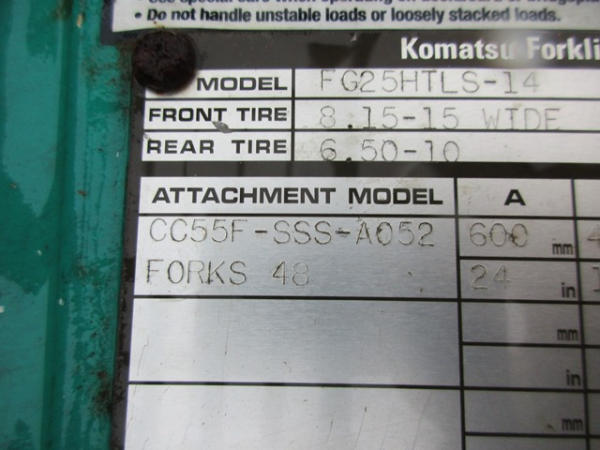 • Do not handle unstable loads or loosely stacked loads.
Komatsu Forkli
MODEL FG25HTLS-14
FRONT TIRE 8.15-15 WIDE
REAR TIRE 6.50-10
ATTACHMENT MODEL A
CC55F-SSS-A052 600 mm 4
FORKS 48 24 in 1
mm
in
mm